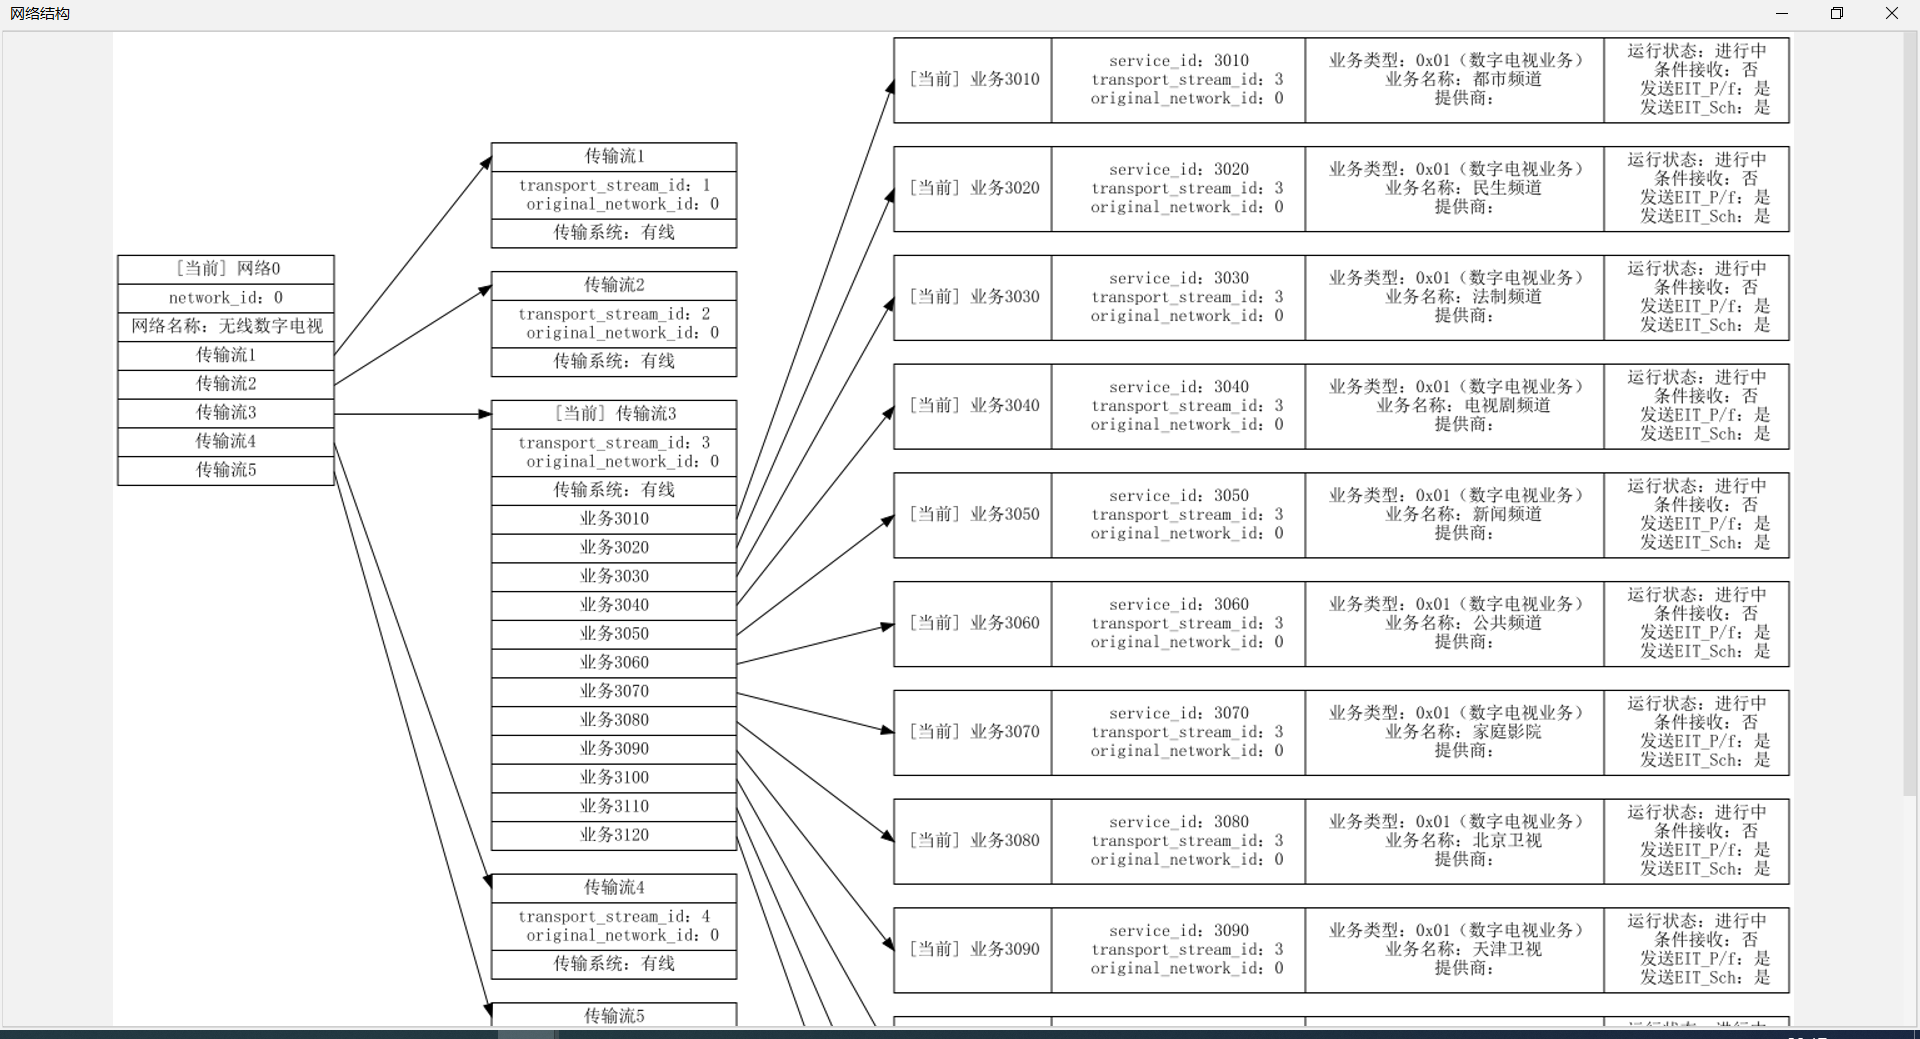 网络结构
[当前] 网络0
network_id: 0
网络名称: 无线数字电视
传输流1
传输流2
传输流3
传输流4
传输流5
传输流1
transport_stream_id: 1
original_network_id: 0
传输系统: 有线
传输流2
transport_stream_id: 2
original_network_id: 0
传输系统: 有线
[当前] 传输流3
transport_stream_id: 3
original_network_id: 0
传输系统: 有线
业务3010
业务3020
业务3030
业务3040
业务3050
业务3060
业务3070
业务3080
业务3090
业务3100
业务3110
业务3120
传输流4
transport_stream_id: 4
original_network_id: 0
传输系统: 有线
传输流5
[当前] 业务3010
service_id: 3010
transport_stream_id: 3
original_network_id: 0
业务类型: 0x01（数字电视业务）
业务名称: 都市频道
提供商:
运行状态: 进行中
条件接收: 否
发送EIT_P/f: 是
发送EIT_Sch: 是
[当前] 业务3020
service_id: 3020
transport_stream_id: 3
original_network_id: 0
业务类型: 0x01（数字电视业务）
业务名称: 民生频道
提供商:
运行状态: 进行中
条件接收: 否
发送EIT_P/f: 是
发送EIT_Sch: 是
[当前] 业务3030
service_id: 3030
transport_stream_id: 3
original_network_id: 0
业务类型: 0x01（数字电视业务）
业务名称: 法制频道
提供商:
运行状态: 进行中
条件接收: 否
发送EIT_P/f: 是
发送EIT_Sch: 是
[当前] 业务3040
service_id: 3040
transport_stream_id: 3
original_network_id: 0
业务类型: 0x01（数字电视业务）
业务名称: 电视剧频道
提供商:
运行状态: 进行中
条件接收: 否
发送EIT_P/f: 是
发送EIT_Sch: 是
[当前] 业务3050
service_id: 3050
transport_stream_id: 3
original_network_id: 0
业务类型: 0x01（数字电视业务）
业务名称: 新闻频道
提供商:
运行状态: 进行中
条件接收: 否
发送EIT_P/f: 是
发送EIT_Sch: 是
[当前] 业务3060
service_id: 3060
transport_stream_id: 3
original_network_id: 0
业务类型: 0x01（数字电视业务）
业务名称: 公共频道
提供商:
运行状态: 进行中
条件接收: 否
发送EIT_P/f: 是
发送EIT_Sch: 是
[当前] 业务3070
service_id: 3070
transport_stream_id: 3
original_network_id: 0
业务类型: 0x01（数字电视业务）
业务名称: 家庭影院
提供商:
运行状态: 进行中
条件接收: 否
发送EIT_P/f: 是
发送EIT_Sch: 是
[当前] 业务3080
service_id: 3080
transport_stream_id: 3
original_network_id: 0
业务类型: 0x01（数字电视业务）
业务名称: 北京卫视
提供商:
运行状态: 进行中
条件接收: 否
发送EIT_P/f: 是
发送EIT_Sch: 是
[当前] 业务3090
service_id: 3090
transport_stream_id: 3
original_network_id: 0
业务类型: 0x01（数字电视业务）
业务名称: 天津卫视
提供商:
运行状态: 进行中
条件接收: 否
发送EIT_P/f: 是
发送EIT_Sch: 是